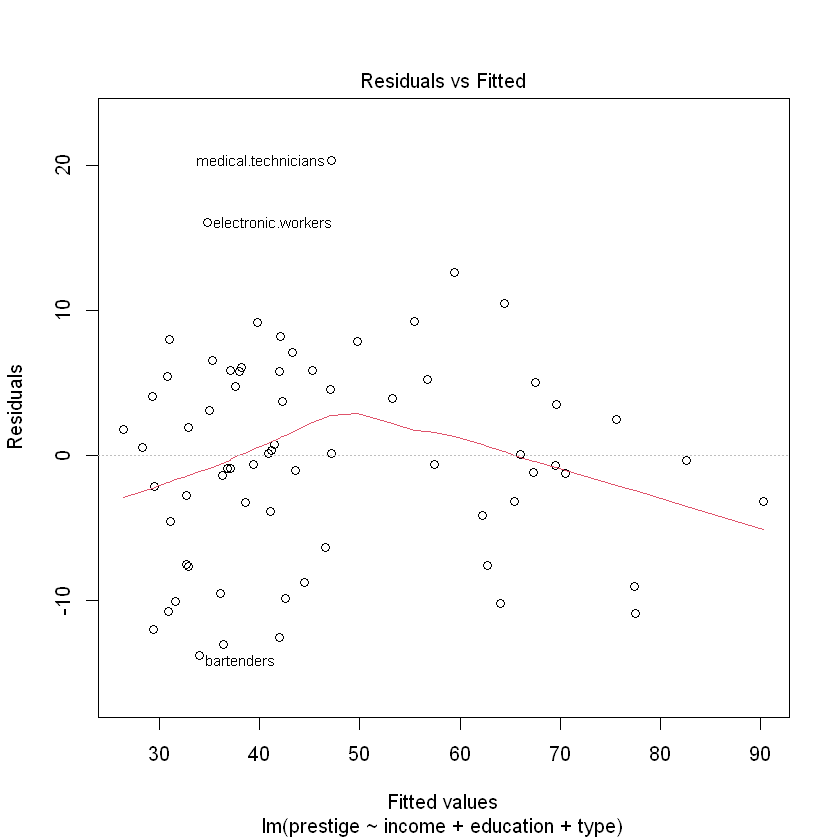 Residuals vs Fitted
medical.technicians
electronic.workers
bartenders
Residuals
20
10
0
-10
30 40 50 60 70 80 90
Fitted values
lm(prestige ~ income + education + type)